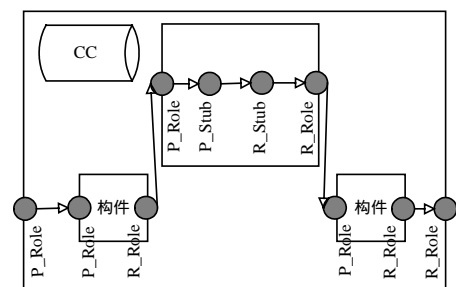 CC
P_Role
P_Stub
R_Stub
R_Role
构件
构件
P_Role
P_Role
R_Role
P_Role
R_Role
R_Role